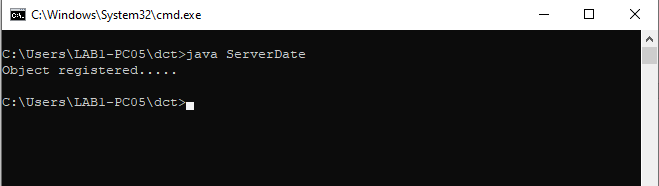 C:\Windows\System32\cmd.exe
C:\Users\LAB1-PC05\dct>java ServerDate
Object registered.....
C:\Users\LAB1-PC05\dct>